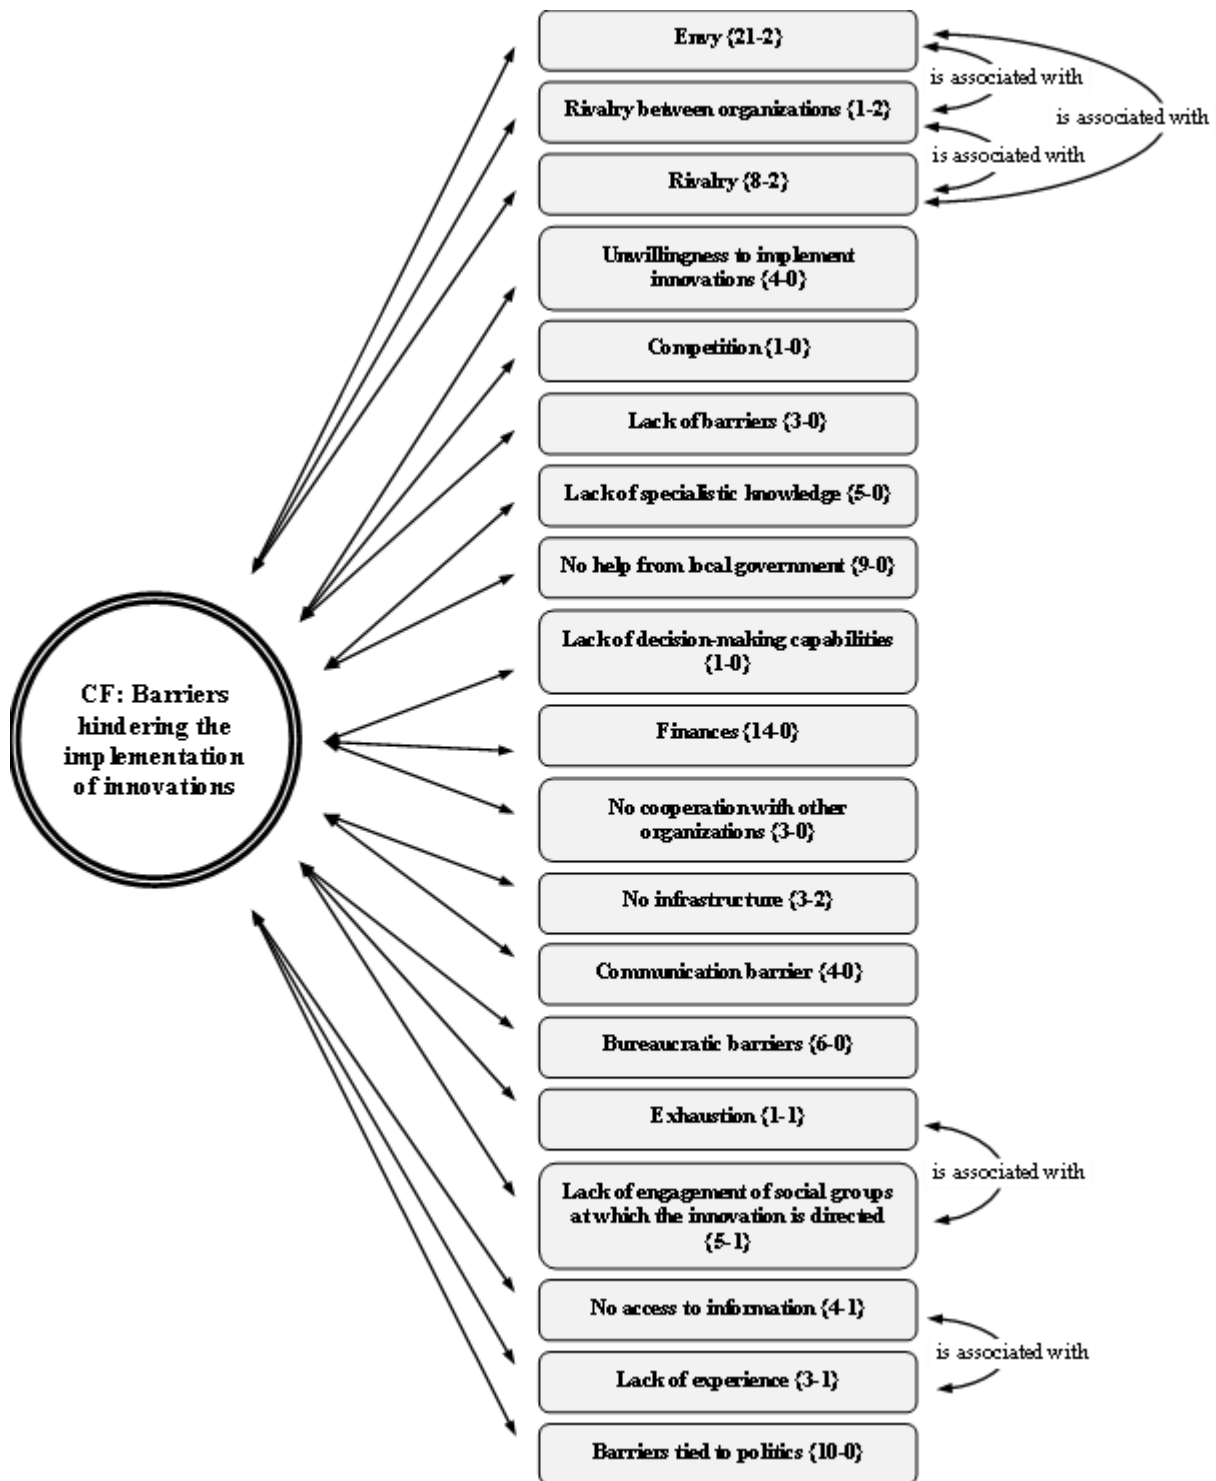 Envy {21-2}
is associated with
Rivalry between organizations {1-2}
is associated with
is associated with
Rivalry {8-2}
Unwillingness to implement
innovations {4-0}
Competition {1-0}
Lack of barriers {3-0}
Lack of specialistic knowledge {5-0}
No help from local government {9-0}
Lack of decision-making capabilities
{1-0}
CF: Barriers
hindering the
implementation
of innovations
Finances {14-0}
No cooperation with other
organizations {3-0}
No infrastructure {3-2}
Communication barrier {4-0}
Bureaucratic barriers {6-0}
Exhaustion {1-1}
is associated with
Lack of engagement of social groups
at which the innovation is directed
{5-1}
No access to information {4-1}
is associated with
Lack of experience {3-1}
Barriers tied to politics {10-0}